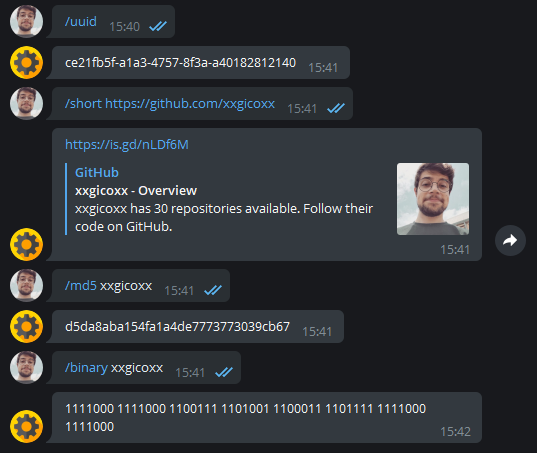 /uuid 15:40
ce21fb5f-a1a3-4757-8f3a-a40182812140 15:41
/short https://github.com/xxgicoxx 15:41
https://is.gd/nLDf6M
GitHub
xxgicoxx - Overview
xxgicoxx has 30 repositories available. Follow their
code on GitHub.
15:41
/md5 xxgicoxx 15:41
d5da8aba154fa1a4de7773773039cb67 15:41
/binary xxgicoxx 15:41
1111000 1111000 1100111 1101001 1100011 1101111 1111000
1111000 15:42